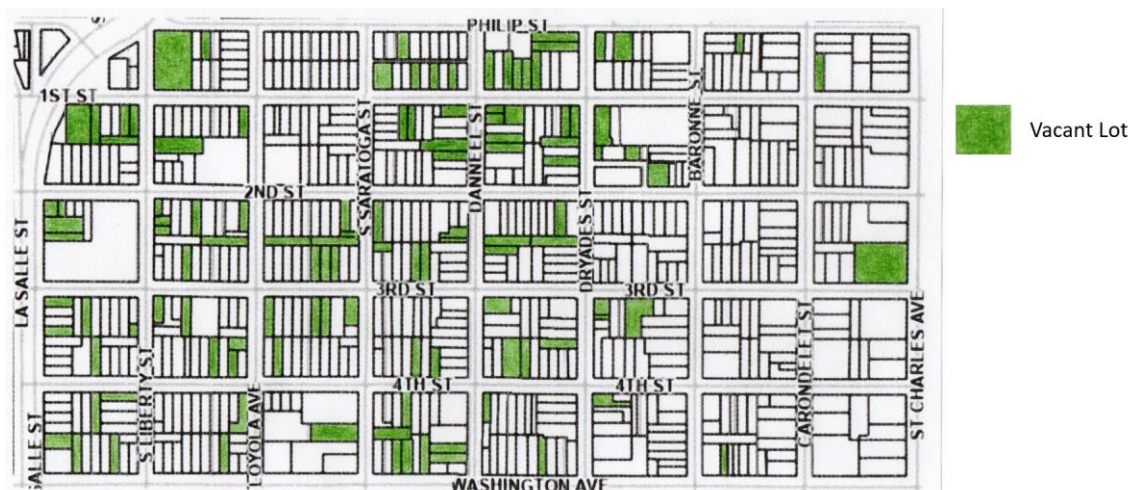 PHILIP ST
1ST ST
S SARATOGA ST
DANNEEL ST
BARONNE ST
Vacant Lot
2ND ST
LA SALLE ST
DRYADES ST
3RD ST
3RD ST
S LIBERTY ST
CARONDELET ST
ST CHARLES AVE
4TH ST
4TH ST
SALLE ST
LOYOLA AVE
WASHINGTON AVE